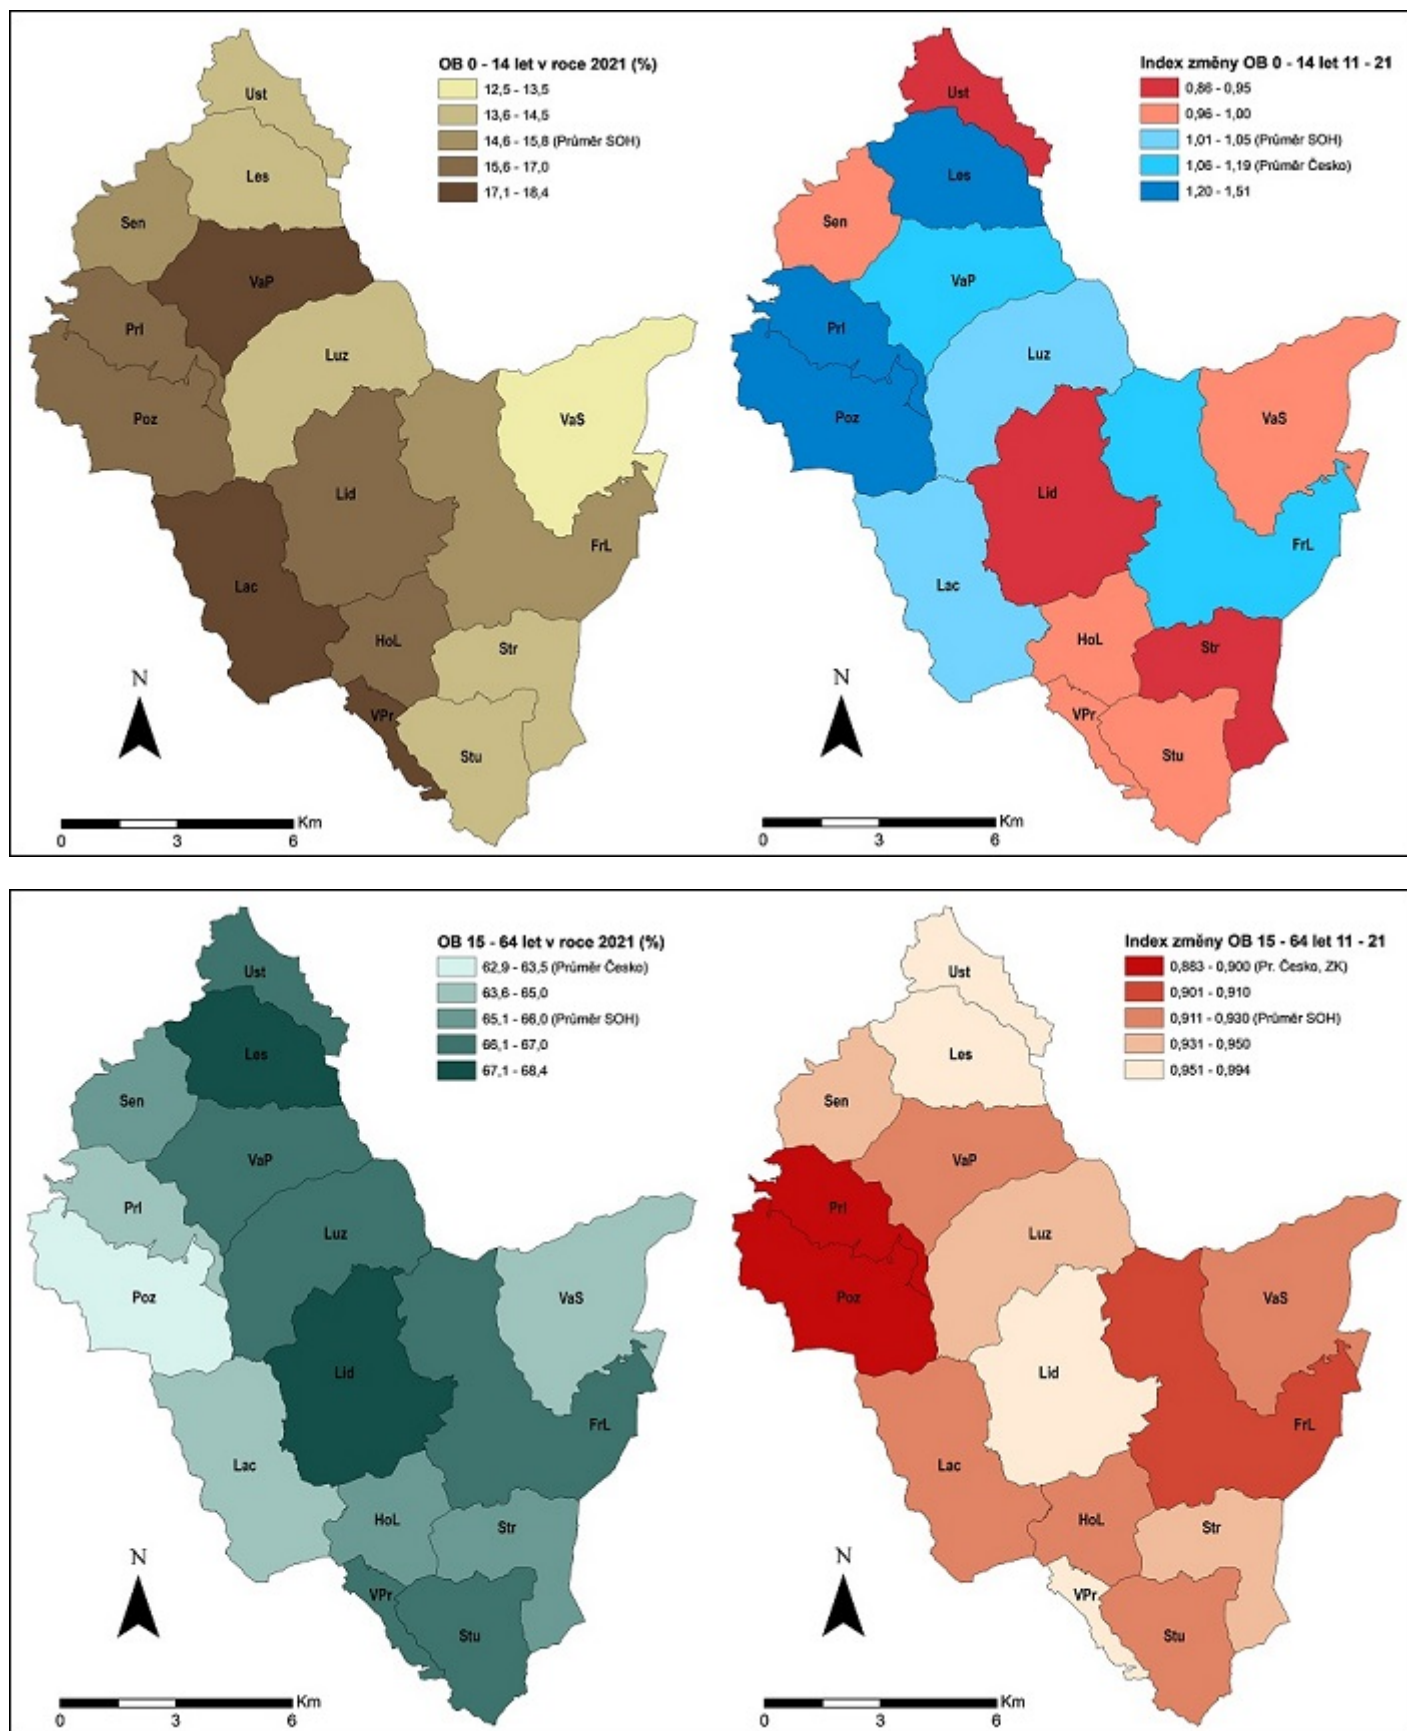 OB 0 - 14 let v roce 2021 (%)
12,5 - 13,5
13,6 - 14,5
14,6 - 15,8 (Průměr SOH)
15,6 - 17,0
17,1 - 18,4
Ust
Les
Sen
VaP
Prl
Luz
Poz
VaS
Lid
FrL
Lac
HoL
Str
VPr
Stu
N
Km
0 3 6
Index změny OB 0 - 14 let 11 - 21
0,86 - 0,95
0,96 - 1,00
1,01 - 1,05 (Průměr SOH)
1,06 - 1,19 (Průměr Česko)
1,20 - 1,51
Ust
Les
Sen
VaP
Prl
Luz
Poz
VaS
Lid
FrL
Lac
HoL
Str
VPr
Stu
N
Km
0 3 6
OB 15 - 64 let v roce 2021 (%)
62,9 - 63,5 (Průměr Česko)
63,6 - 65,0
65,1 - 66,0 (Průměr SOH)
66,1 - 67,0
67,1 - 68,4
Ust
Les
Sen
VaP
Prl
Luz
Poz
VaS
Lid
FrL
Lac
HoL
Str
VPr
Stu
N
Km
0 3 6
Index změny OB 15 - 64 let 11 - 21
0,883 - 0,900 (Pr. Česko, ZK)
0,901 - 0,910
0,911 - 0,930 (Průměr SOH)
0,931 - 0,950
0,951 - 0,994
Ust
Les
Sen
VaP
Prl
Luz
Poz
VaS
Lid
FrL
Lac
HoL
Str
VPr
Stu
N
Km
0 3 6